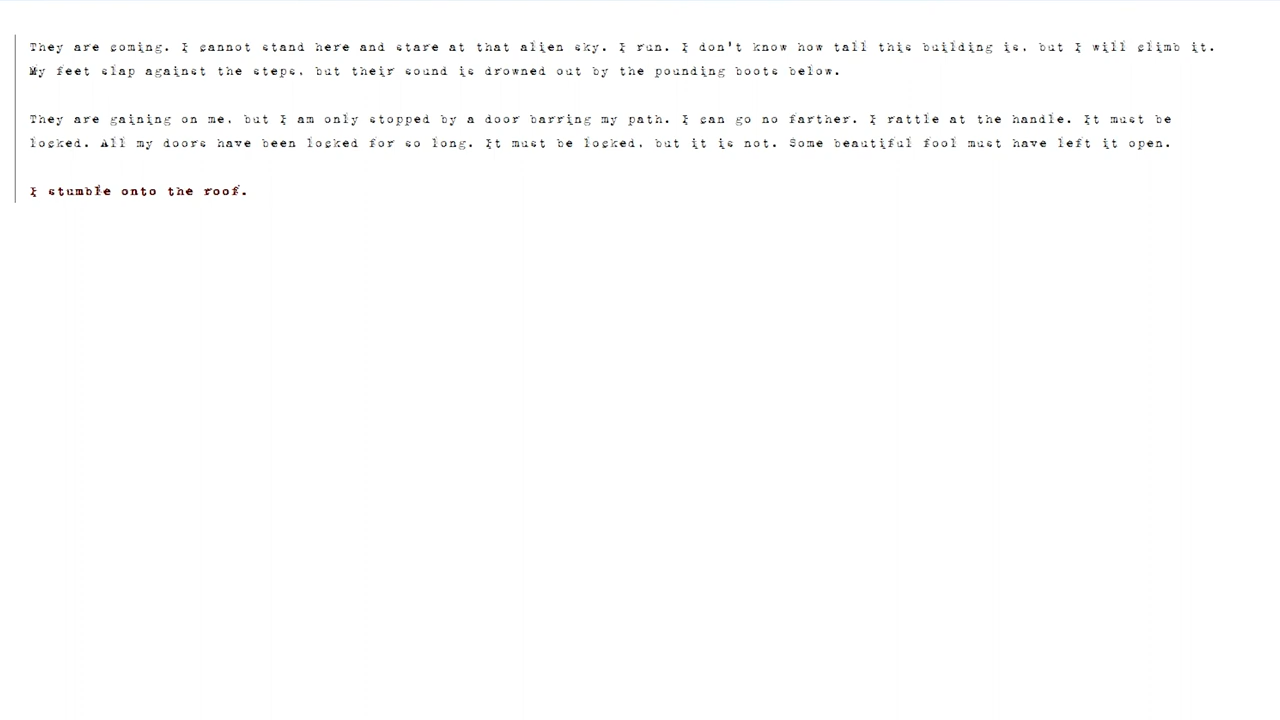 They are coming. I cannot stand here and stare at that alien sky. I run. I don't know how tall this building is, but I will climb it.
My feet slap against the steps, but their sound is drowned out by the pounding boots below.
They are gaining on me, but I am only stopped by a door barring my path. I can go no farther. I rattle at the handle. It must be
locked. All my doors have been locked for so long. It must be locked, but it is not. Some beautiful fool must have left it open.
I stumble onto the roof.